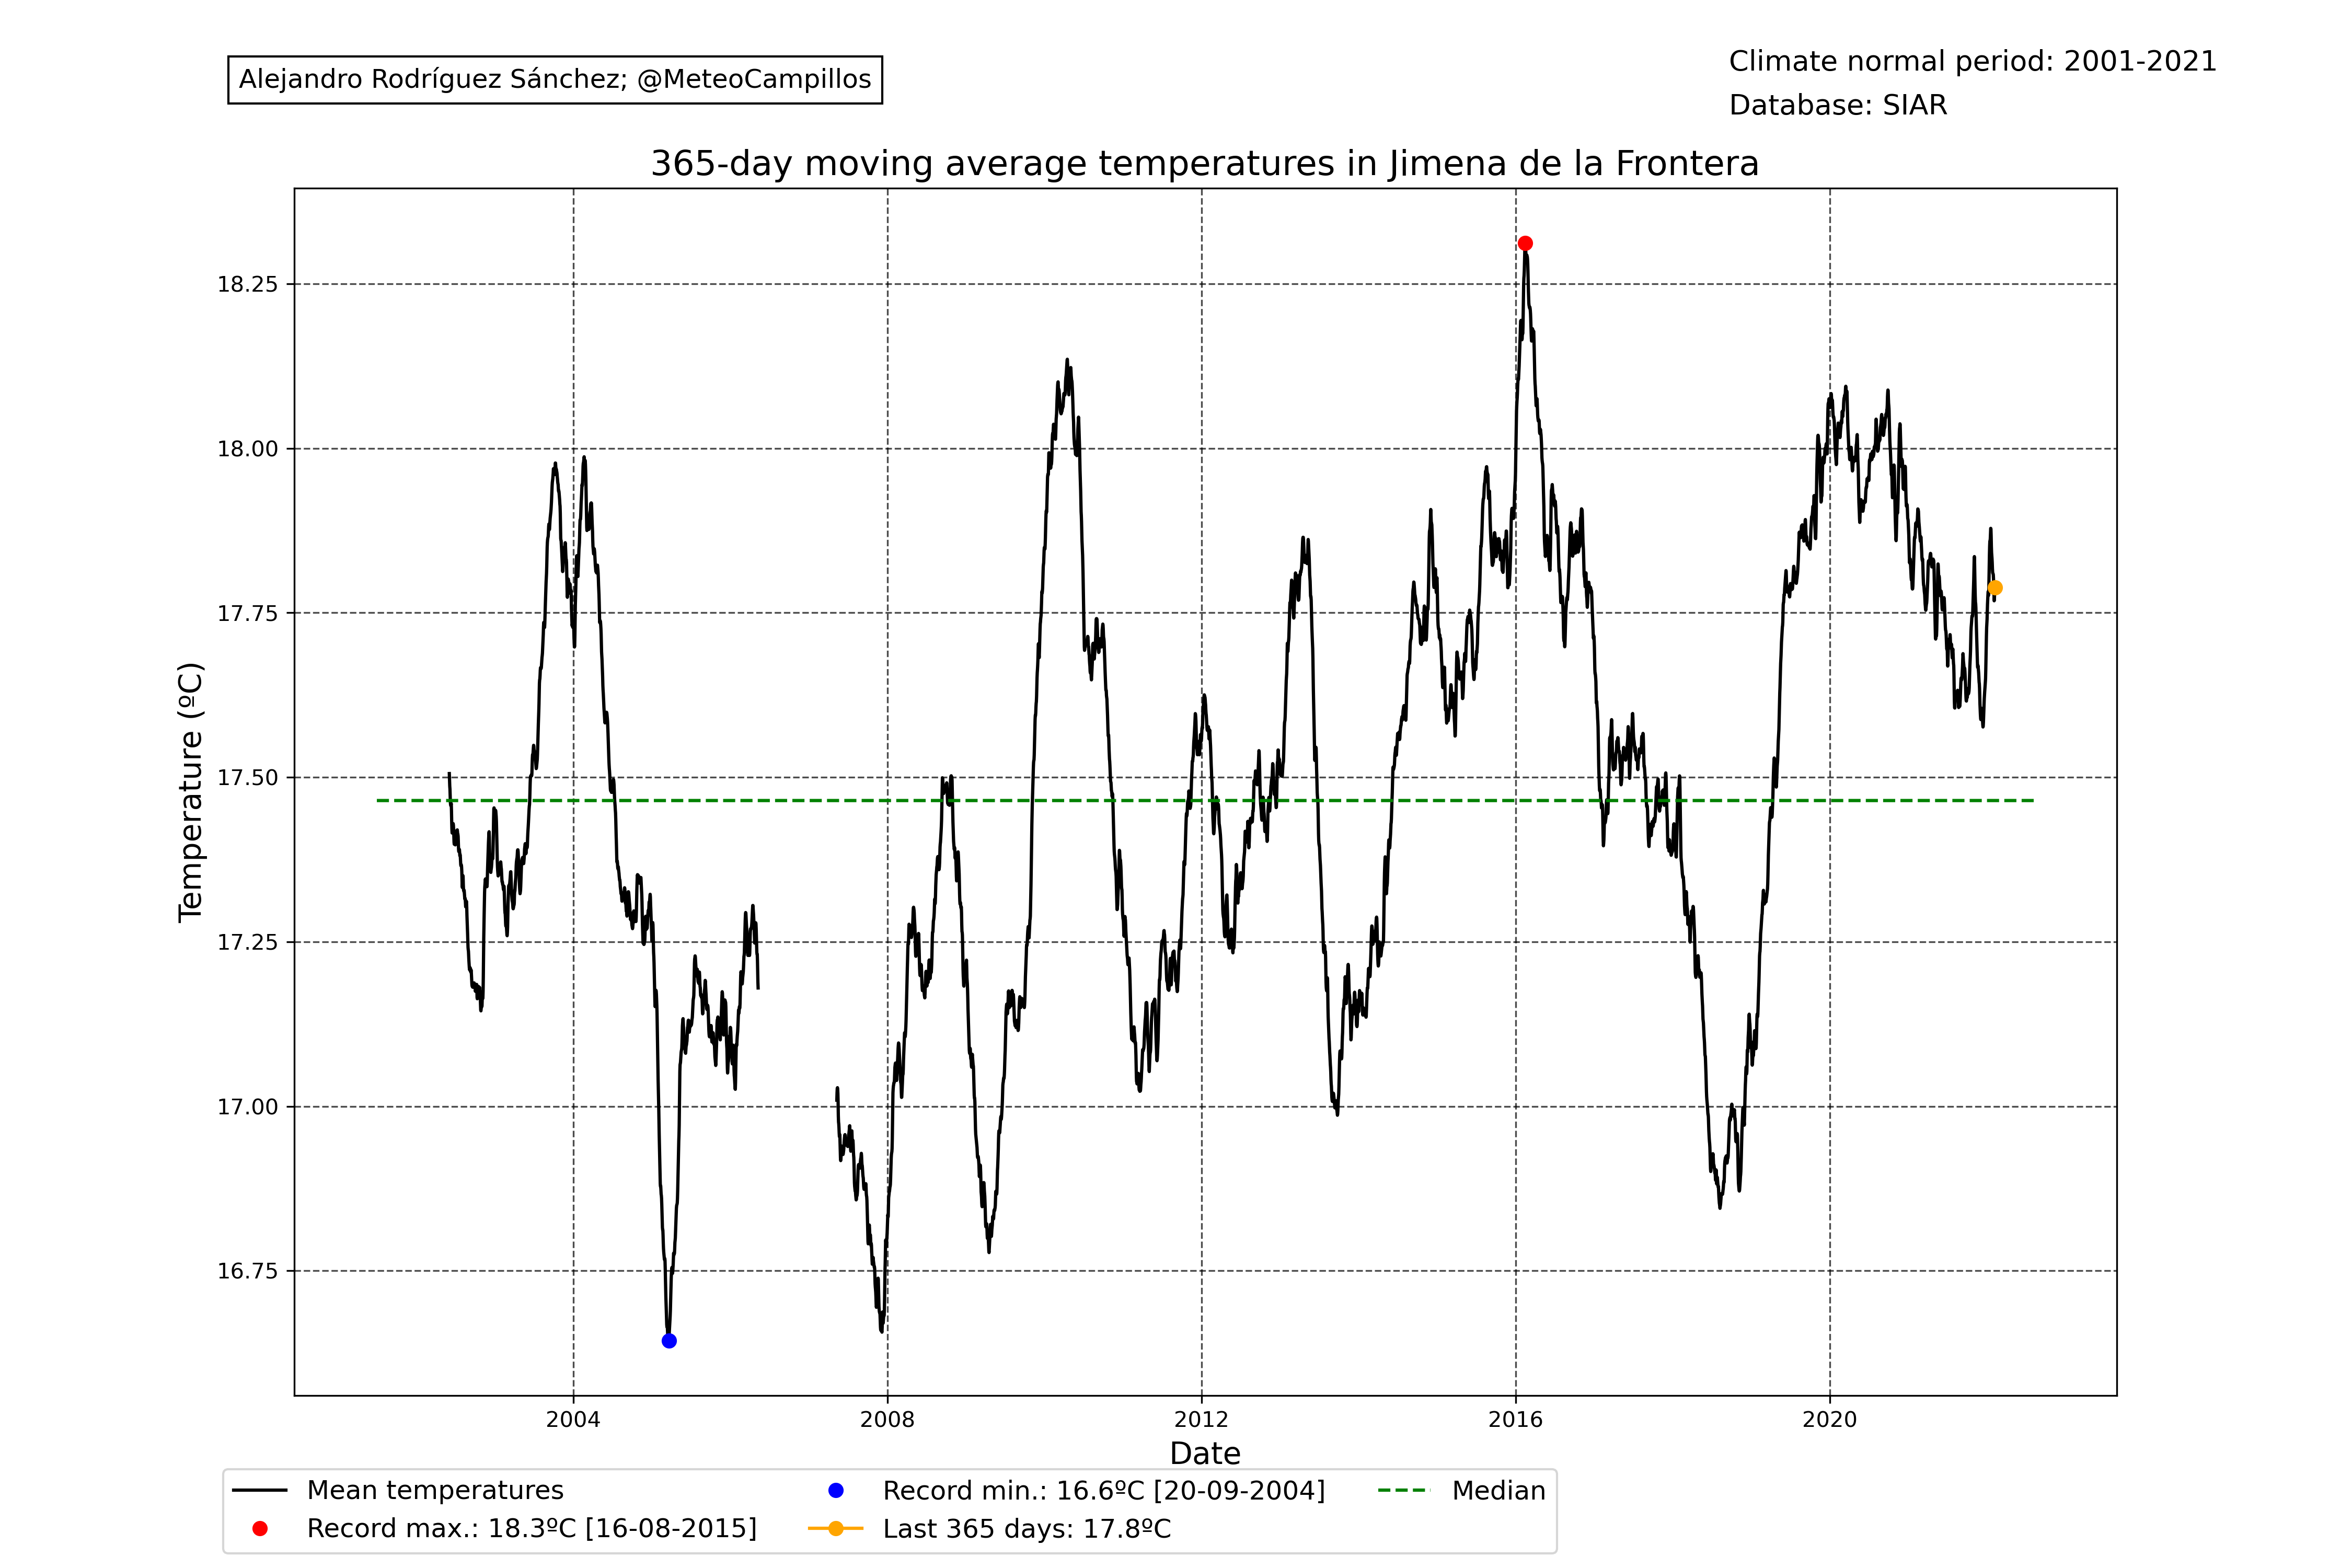 Alejandro Rodríguez Sánchez; @MeteoCampillos
Climate normal period: 2001-2021
Database: SIAR
365-day moving average temperatures in Jimena de la Frontera
Temperature (ºC)
18.25
18.00
17.75
17.50
17.25
17.00
16.75
2004 2008 2012 2016 2020
Date
Mean temperatures
Record max.: 18.3ºC [16-08-2015]
Record min.: 16.6ºC [20-09-2004]
Last 365 days: 17.8ºC
Median